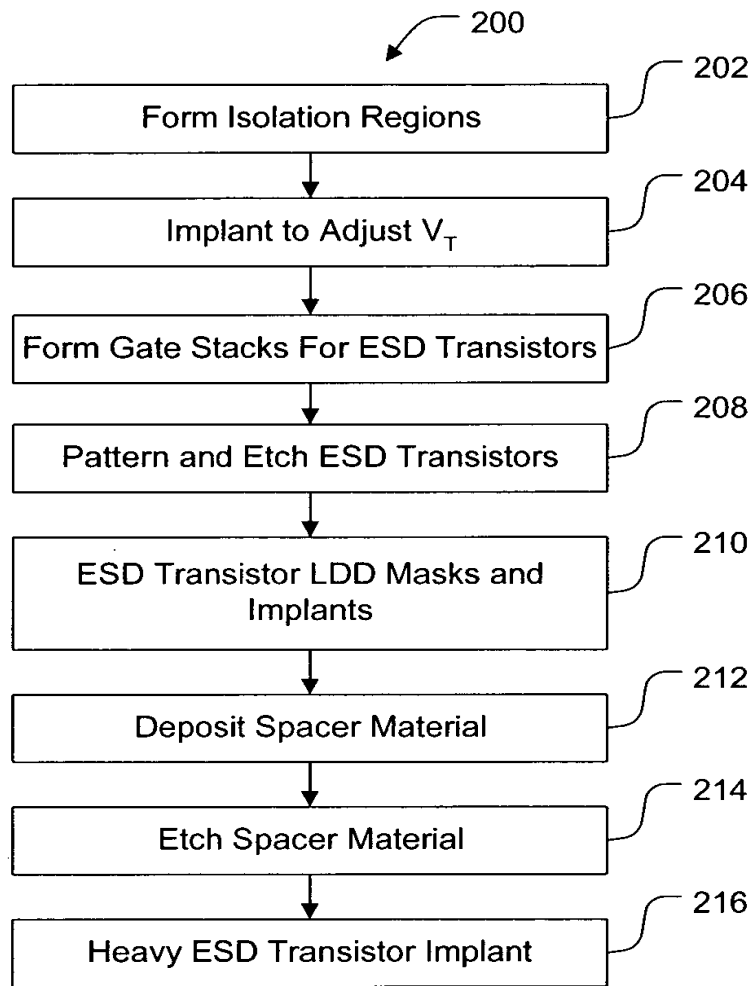 200
202
Form Isolation Regions
204
Implant to Adjust V_T
206
Form Gate Stacks For ESD Transistors
208
Pattern and Etch ESD Transistors
210
ESD Transistor LDD Masks and
Implants
212
Deposit Spacer Material
214
Etch Spacer Material
216
Heavy ESD Transistor Implant